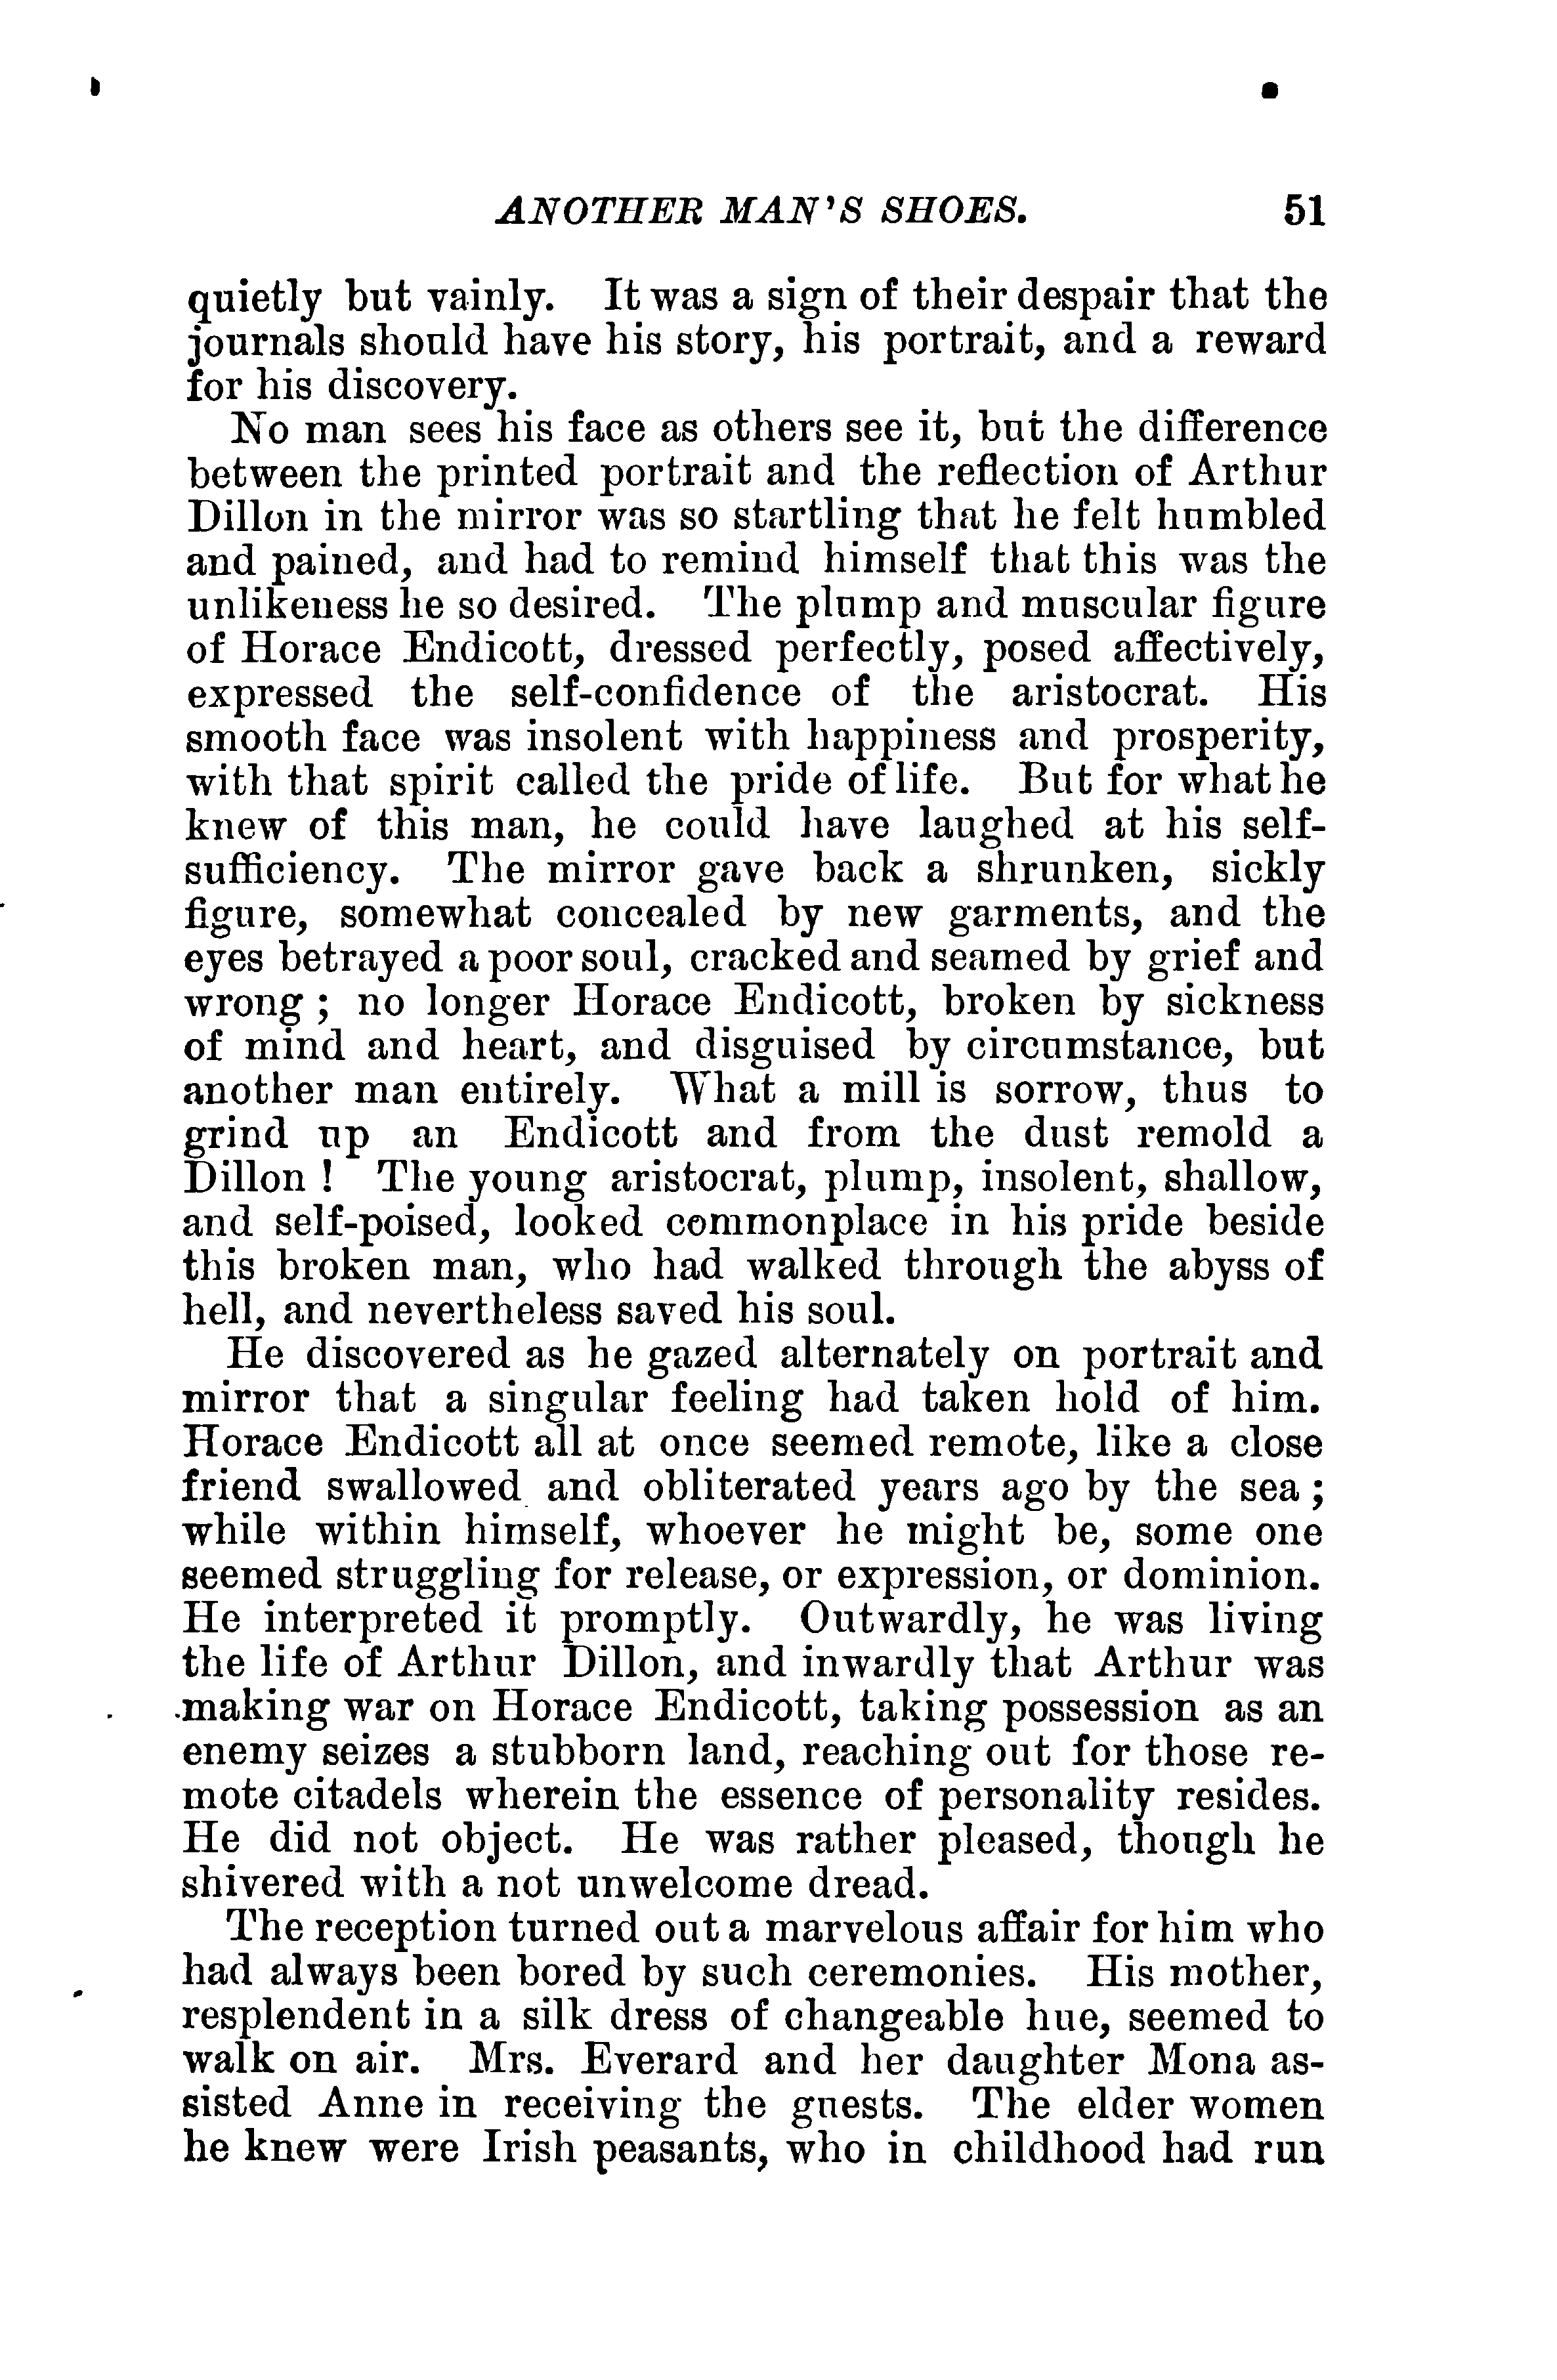 ANOTHER MAN'S SHOES. 51
quietly but vainly. It was a sign of their despair that the
journals should have his story, his portrait, and a reward
for his discovery.
No man sees his face as others see it, but the difference
between the printed portrait and the reflection of Arthur
Dillon in the mirror was so startling that he felt humbled
and pained, and had to remind himself that this was the
unlikeness he so desired. The plump and muscular figure
of Horace Endicott, dressed perfectly, posed affectively,
expressed the self-confidence of the aristocrat. His
smooth face was insolent with happiness and prosperity,
with that spirit called the pride of life. But for what he
knew of this man, he could have laughed at his self-
sufficiency. The mirror gave back a shrunken, sickly
figure, somewhat concealed by new garments, and the
eyes betrayed a poor soul, cracked and seamed by grief and
wrong ; no longer Horace Endicott, broken by sickness
of mind and heart, and disguised by circumstance, but
another man entirely. What a mill is sorrow, thus to
grind up an Endicott and from the dust remold a
Dillon ! The young aristocrat, plump, insolent, shallow,
and self-poised, looked commonplace in his pride beside
this broken man, who had walked through the abyss of
hell, and nevertheless saved his soul.
He discovered as he gazed alternately on portrait and
mirror that a singular feeling had taken hold of him.
Horace Endicott all at once seemed remote, like a close
friend swallowed and obliterated years ago by the sea ;
while within himself, whoever he might be, some one
seemed struggling for release, or expression, or dominion.
He interpreted it promptly. Outwardly, he was living
the life of Arthur Dillon, and inwardly that Arthur was
making war on Horace Endicott, taking possession as an
enemy seizes a stubborn land, reaching out for those re-
mote citadels wherein the essence of personality resides.
He did not object. He was rather pleased, though he
shivered with a not unwelcome dread.
The reception turned out a marvelous affair for him who
had always been bored by such ceremonies. His mother,
resplendent in a silk dress of changeable hue, seemed to
walk on air. Mrs. Everard and her daughter Mona as-
sisted Anne in receiving the guests. The elder women
he knew were Irish peasants, who in childhood had run